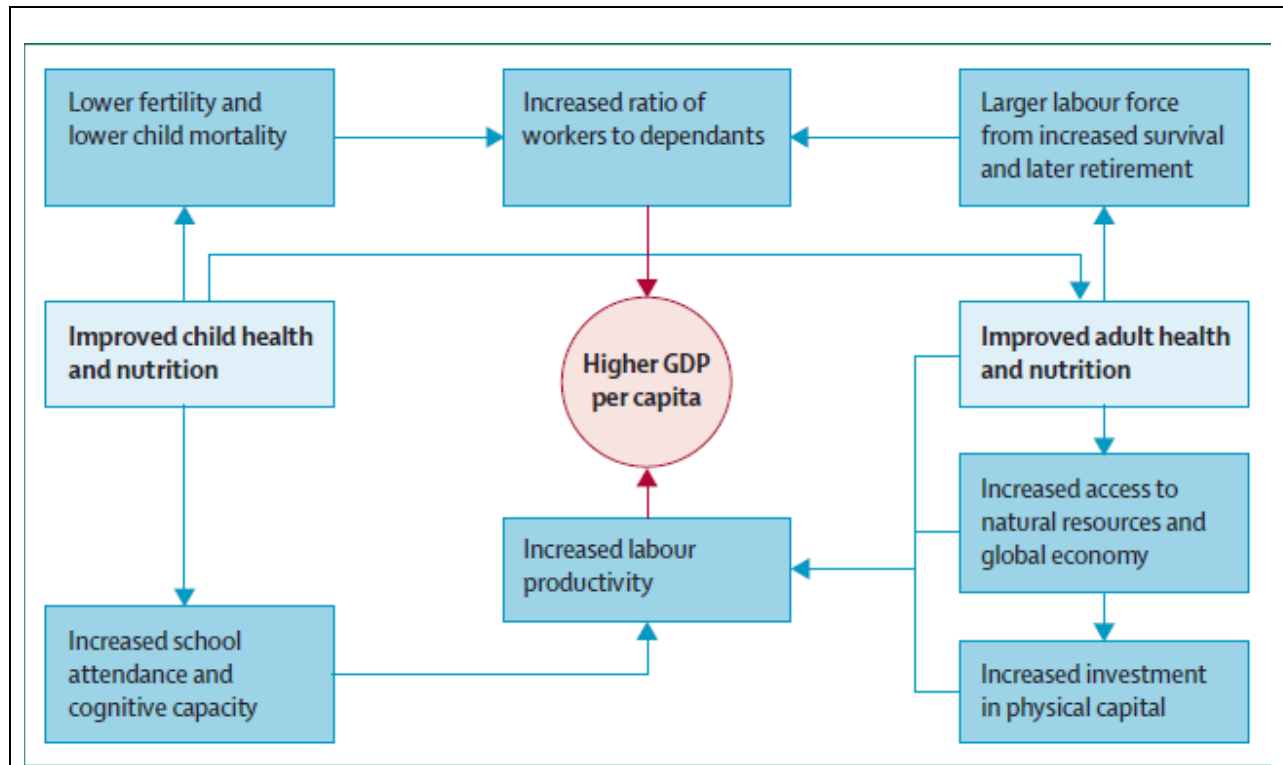 Lower fertility and
lower child mortality
Increased ratio of
workers to dependants
Larger labour force
from increased survival
and later retirement
Improved child health
and nutrition
Higher GDP
per capita
Improved adult health
and nutrition
Increased access to
natural resources and
global economy
Increased labour
productivity
Increased school
attendance and
cognitive capacity
Increased investment
in physical capital